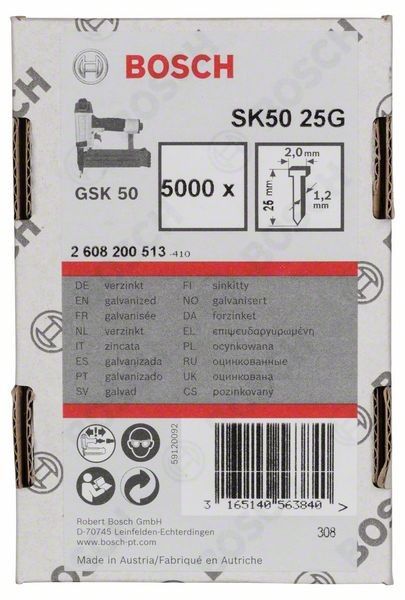 BOSCH
SK50 25G
GSK 50
5000 x
2,0mm
25 mm
1,2 mm
2 608 200 513 -410
DE verzinkt FI sinkitty
EN galvanized NO galvanisert
FR galvanisée DA forzinket
NL verzinkt EL επιψευδαργυρωμένη
IT zincata PL ocynkowana
ES galvanizada RU оцинкованные
PT galvanizado UK оцинкована
SV galvad CS pozinkovaný
59120092
3 165140 563840 >
Robert Bosch GmbH
D-70745 Leinfelden-Echterdingen
www.bosch-pt.com
308
Made in Austria/Fabriqué en Autriche